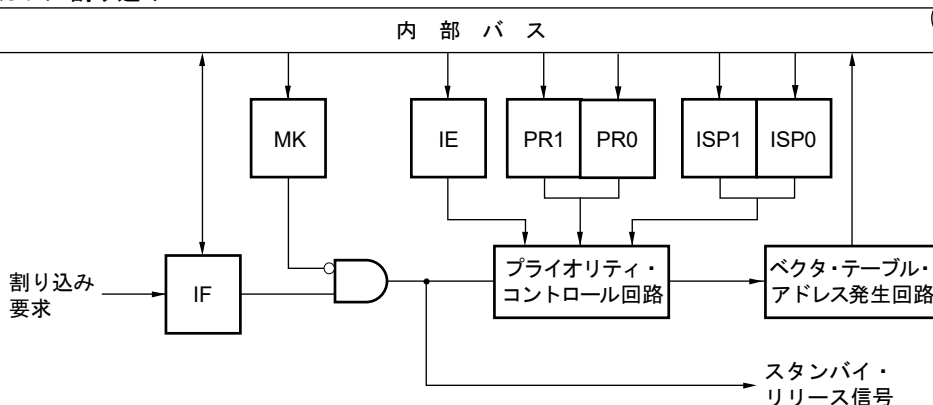 内 部 バ ス
MK
IE
PR1
PR0
ISP1
ISP0
割り込み
要求
IF
プライオリティ・
コントロール回路
ベクタ・テーブル・
アドレス発生回路
スタンバイ・
リリース信号